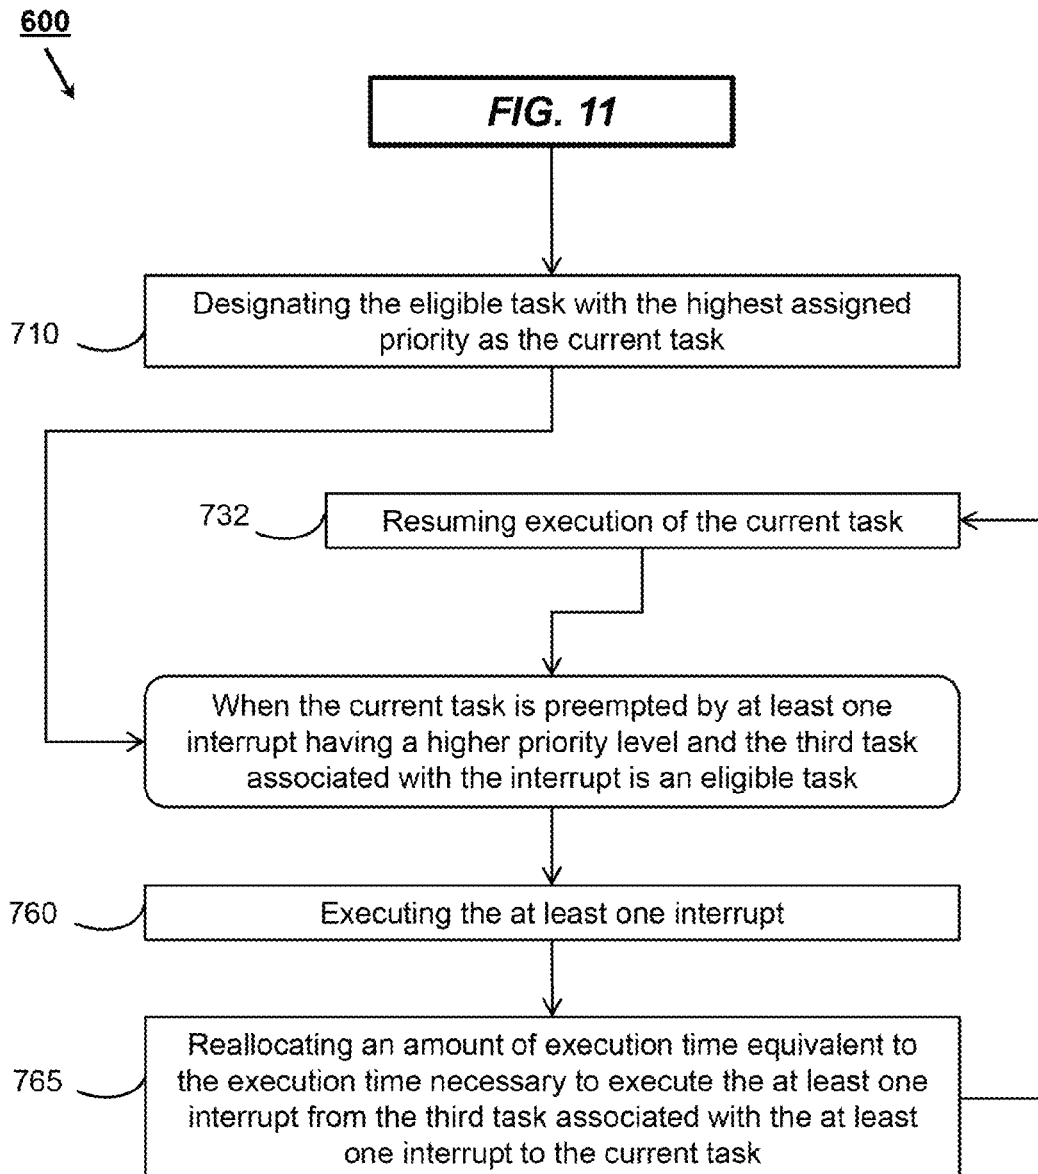 600
FIG. 11
Designating the eligible task with the highest assigned
priority as the current task
710
732
Resuming execution of the current task
When the current task is preempted by at least one
interrupt having a higher priority level and the third task
associated with the interrupt is an eligible task
760
Executing the at least one interrupt
Reallocating an amount of execution time equivalent to
the execution time necessary to execute the at least one
interrupt from the third task associated with the at least
one interrupt to the current task
765